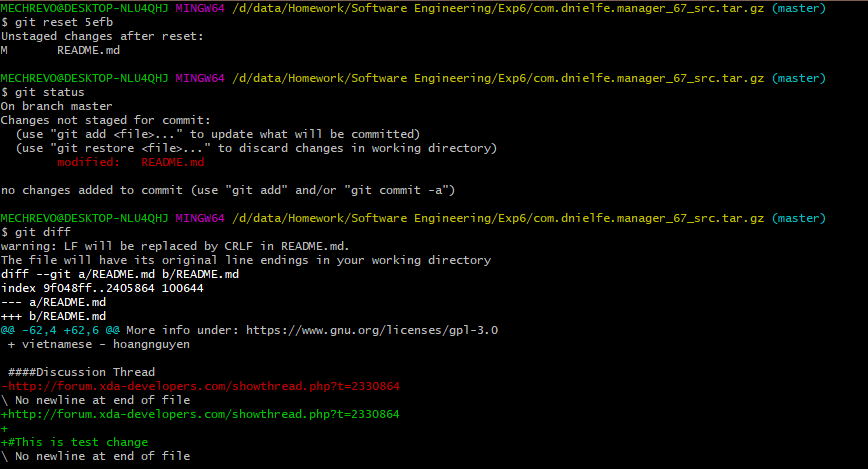 MECHREVO@DESKTOP-NLU4QHJ MINGW64 /d/data/Homework/Software Engineering/Exp6/com.dnielfe.manager_67_src.tar.gz (master)
$ git reset 5efb
Unstaged changes after reset:
M       README.md

MECHREVO@DESKTOP-NLU4QHJ MINGW64 /d/data/Homework/Software Engineering/Exp6/com.dnielfe.manager_67_src.tar.gz (master)
$ git status
On branch master
Changes not staged for commit:
  (use "git add <file>..." to update what will be committed)
  (use "git restore <file>..." to discard changes in working directory)
        modified:   README.md

no changes added to commit (use "git add" and/or "git commit -a")

MECHREVO@DESKTOP-NLU4QHJ MINGW64 /d/data/Homework/Software Engineering/Exp6/com.dnielfe.manager_67_src.tar.gz (master)
$ git diff
warning: LF will be replaced by CRLF in README.md.
The file will have its original line endings in your working directory
diff --git a/README.md b/README.md
index 9f048ff..2405864 100644
--- a/README.md
+++ b/README.md
@@ -62,4 +62,6 @@ More info under: https://www.gnu.org/licenses/gpl-3.0
 + vietnamese - hoangnguyen

 ####Discussion Thread
-http://forum.xda-developers.com/showthread.php?t=2330864
\ No newline at end of file
+http://forum.xda-developers.com/showthread.php?t=2330864
+
+#This is test change
\ No newline at end of file